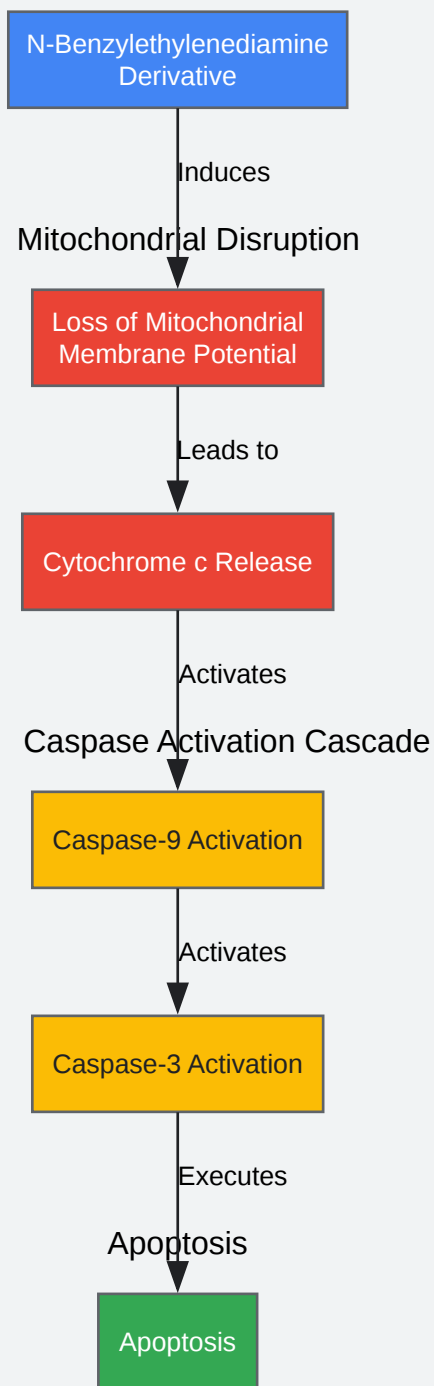 N-Benzylethylenediamine
Derivative
Induces
Mitochondrial Disruption
Loss of Mitochondrial
Membrane Potential
Leads to
Cytochrome c Release
Activates
Caspase Activation Cascade
Caspase-9 Activation
Activates
Caspase-3 Activation
Executes
Apoptosis
Apoptosis